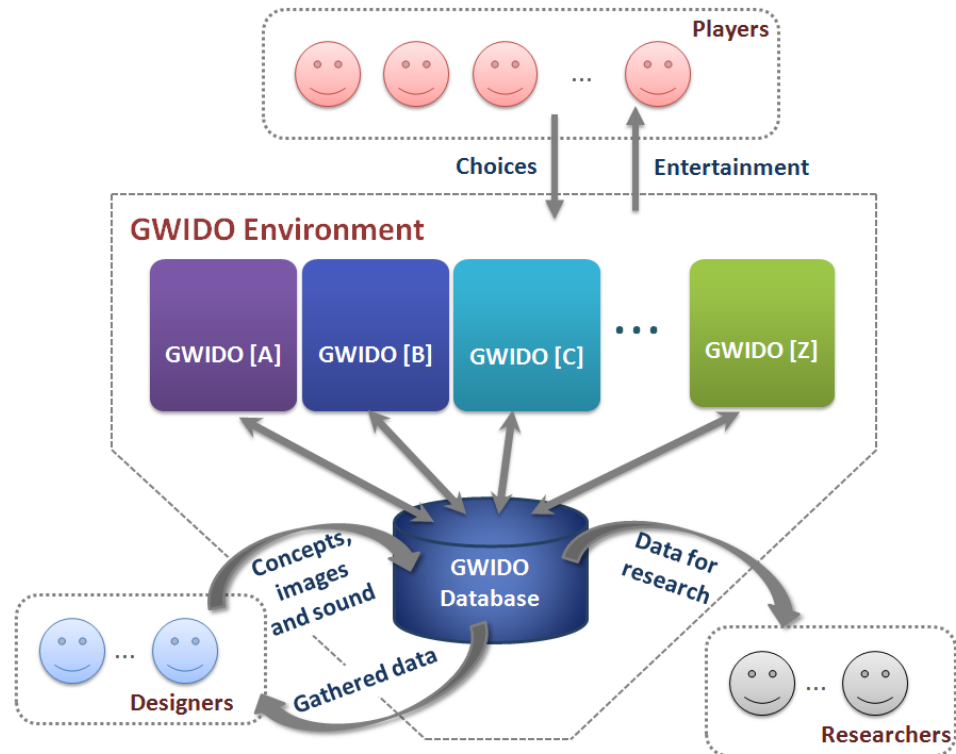 Players
...
Choices
Entertainment
GWIDO Environment
GWIDO [A]
GWIDO [B]
GWIDO [C]
...
GWIDO [Z]
Concepts,
images
and sound
GWIDO
Database
Data for
research
...
Designers
Gathered data
...
Researchers